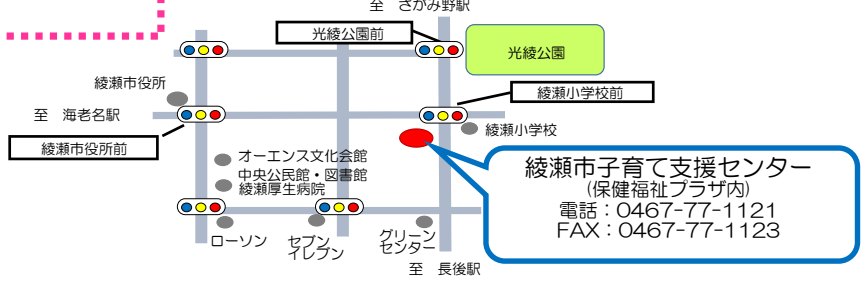 至　さがみ野駅
光綾公園前
光綾公園
綾瀬市役所
綾瀬小学校前
至　海老名駅
綾瀬小学校
綾瀬市役所前
オーエンス文化会館
中央公民館・図書館
綾瀬厚生病院
綾瀬市子育て支援センター
(保健福祉プラザ内)
電話：0467-77-1121
FAX：0467-77-1123
ローソン
セブン
イレブン
グリーン
センター
至　長後駅